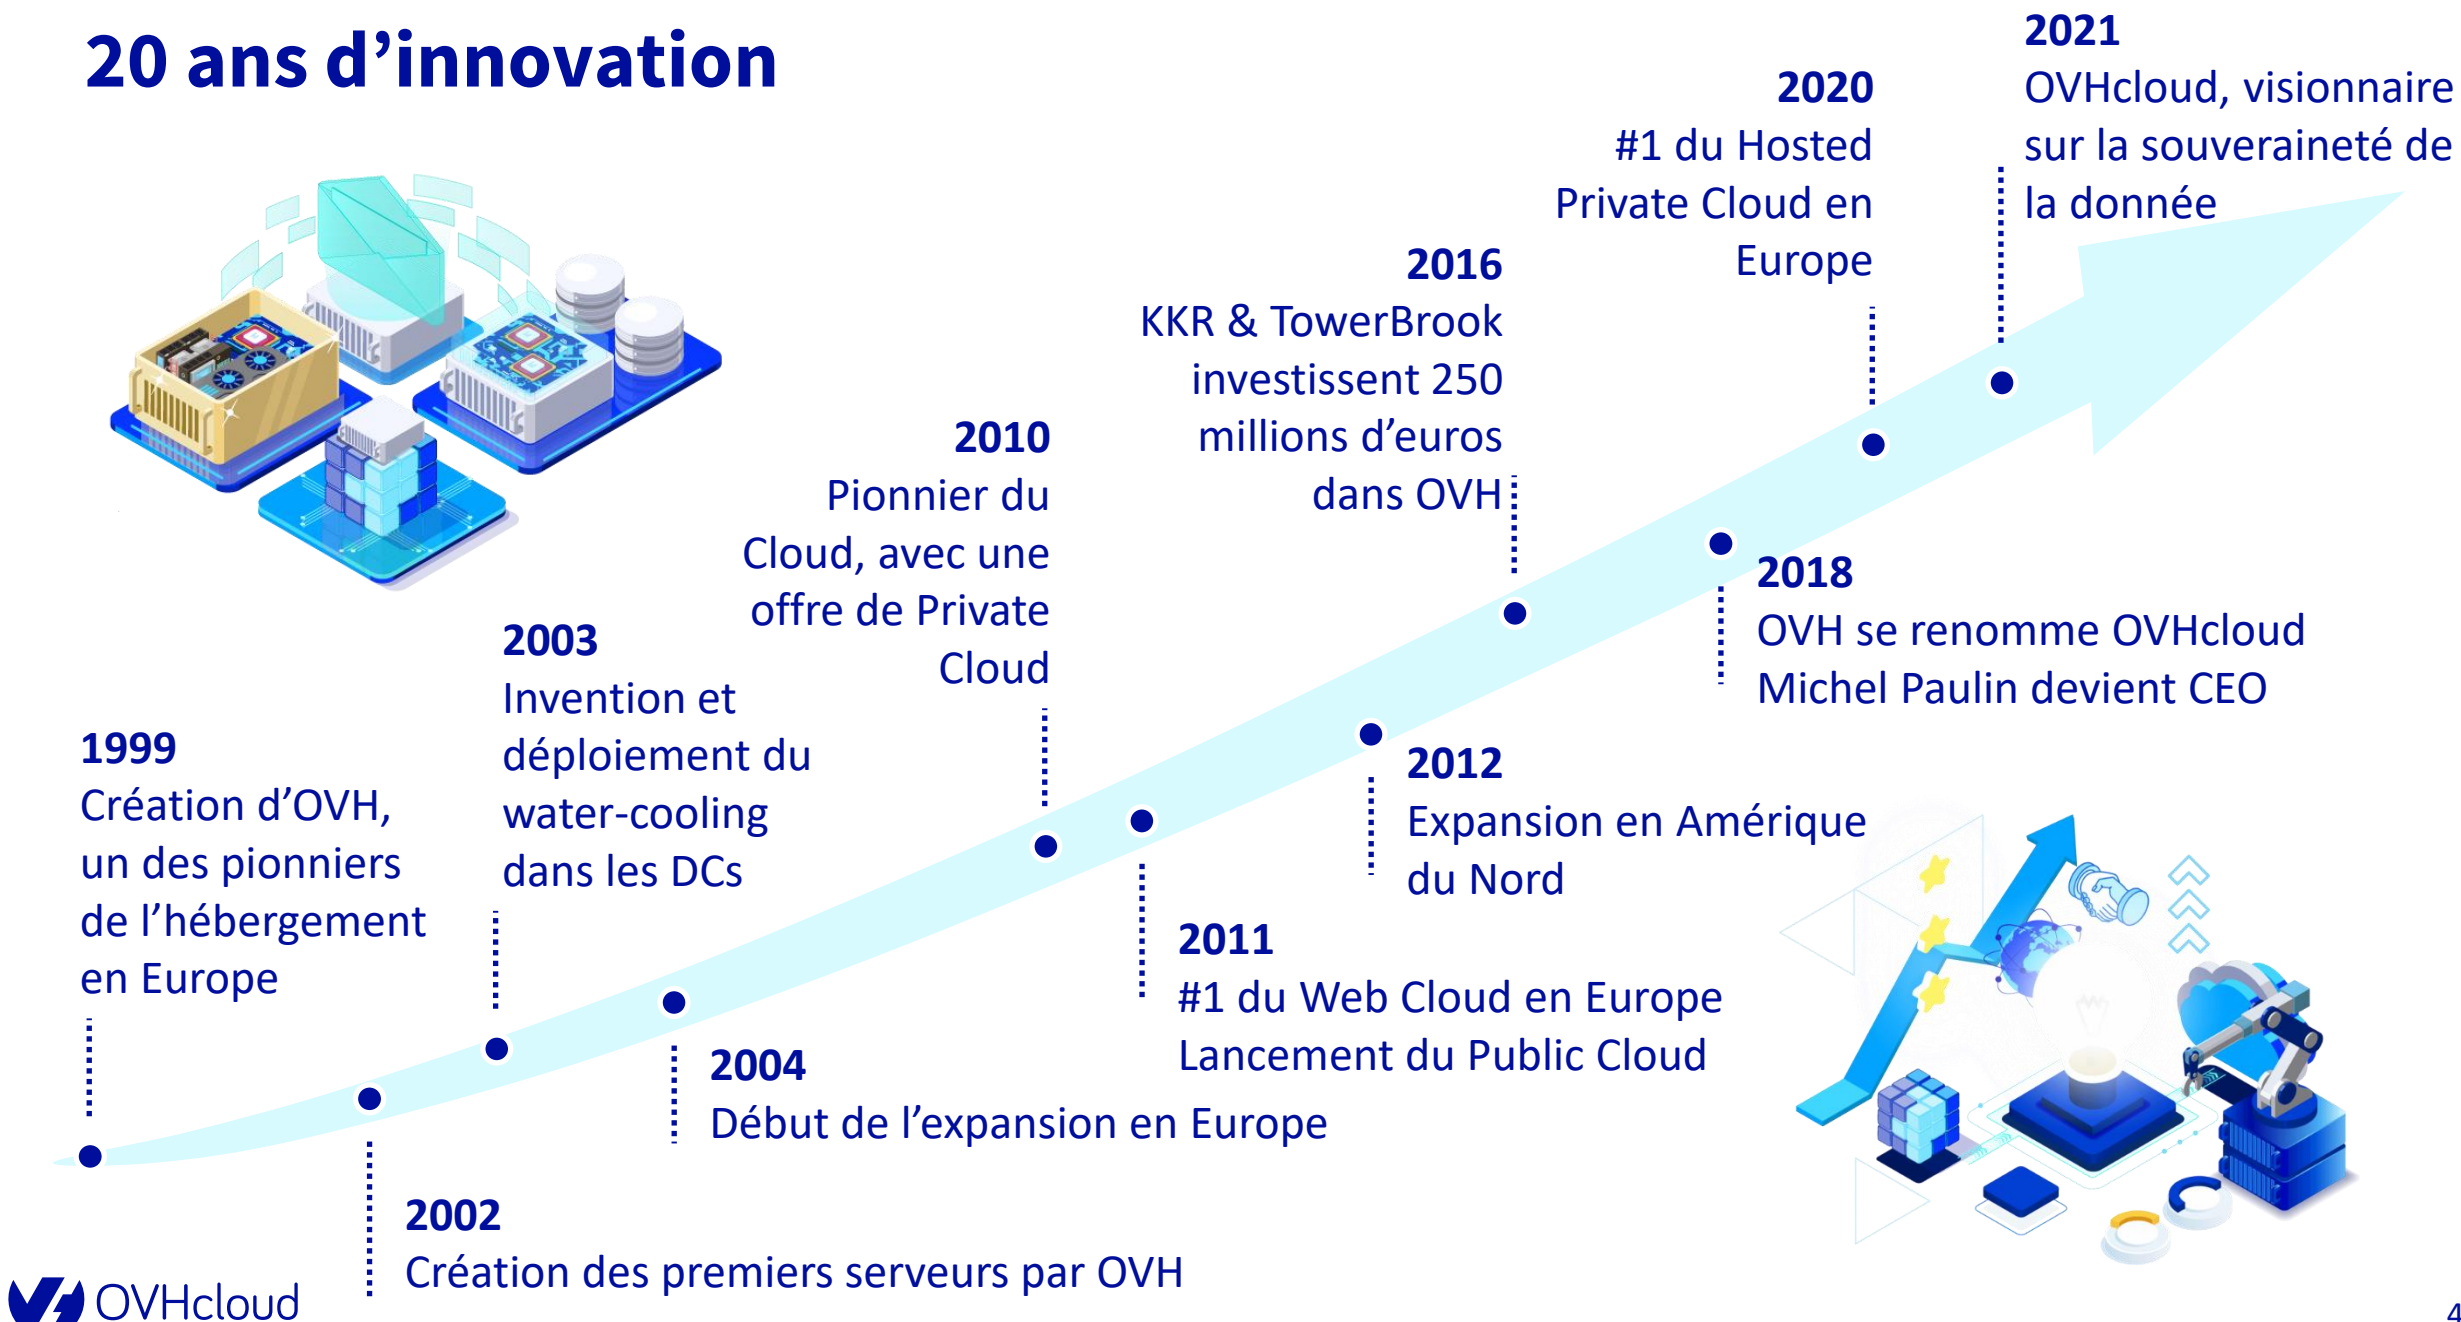 20 ans d’innovation
1999
Création d’OVH,
un des pionniers
de l’hébergement
en Europe
2002
Création des premiers serveurs par OVH
2003
Invention et
déploiement du
water-cooling
dans les DCs
2004
Début de l’expansion en Europe
2010
Pionnier du
Cloud, avec une
offre de Private
Cloud
2011
#1 du Web Cloud en Europe
Lancement du Public Cloud
2012
Expansion en Amérique
du Nord
2016
KKR & TowerBrook
investissent 250
millions d’euros
dans OVH
2018
OVH se renomme OVHcloud
Michel Paulin devient CEO
2020
#1 du Hosted
Private Cloud en
Europe
2021
OVHcloud, visionnaire
sur la souveraineté de
la donnée
OVHcloud
4